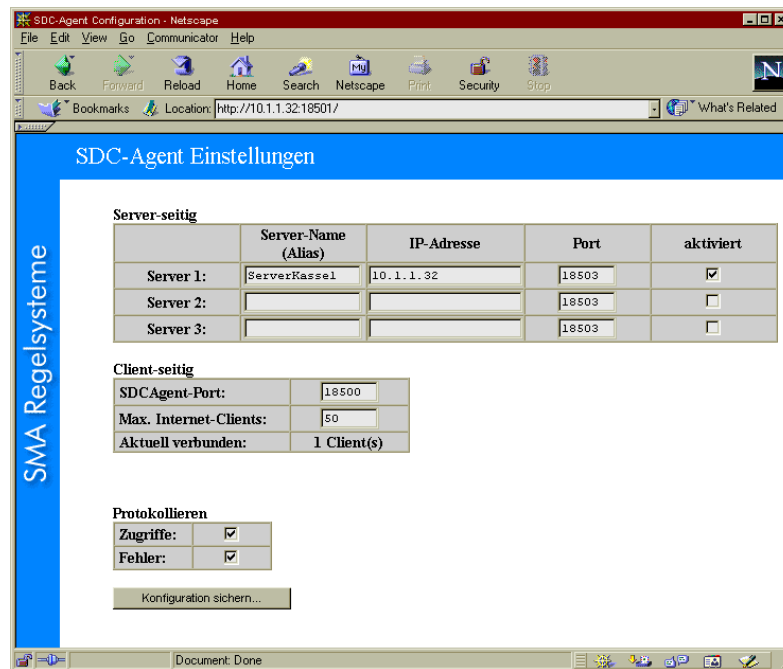 SDC-Agent Configuration - Netscape
File Edit View Go Communicator Help
Back Forward Reload Home Search Netscape Print Security Stop
My
N
Bookmarks Location: http://10.1.1.32:18501/ What's Related
SDC-Agent Einstellungen
SMA Regelsysteme
Server-seitig
Server-Name (Alias) IP-Adresse Port aktiviert
Server 1: ServerKassel 10.1.1.32 18503
Server 2: 18503
Server 3: 18503
Client-seitig
SDCAgent-Port: 18500
Max. Internet-Clients: 50
Aktuell verbunden: 1 Client(s)
Protokollieren
Zugriffe:
Fehler:
Konfiguration sichern...
Document: Done